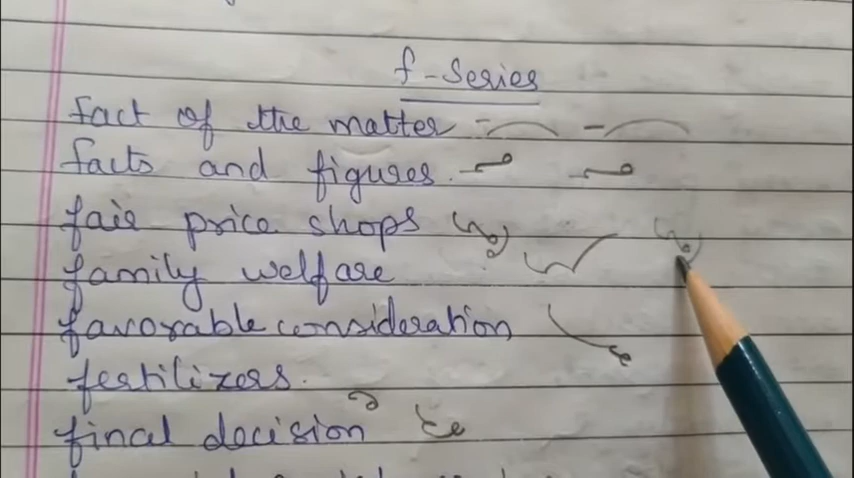 f-Series
fact of the matter
facts and figures.
fair price shops
family welfare
favorable consideration
fertilizers.
final decision